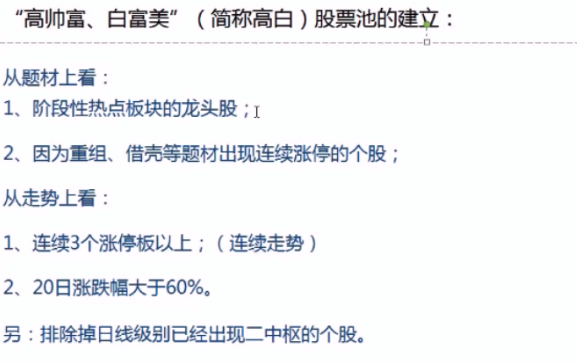 “高帅富、白富美”（简称高白）股票池的建立：
从题材上看：
1、阶段性热点板块的龙头股；
2、因为重组、借壳等题材出现连续涨停的个股；
从走势上看：
1、连续3个涨停板以上；（连续走势）
2、20日涨跌幅大于60%。
另：排除掉日线级别已经出现二中枢的个股。